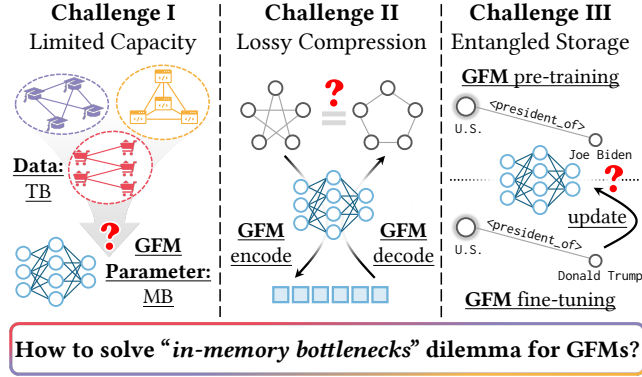 Challenge I
Limited Capacity
Data:
TB
?
GFM
Parameter:
MB
Challenge II
Lossy Compression
?
=
GFM
encode
GFM
decode
Challenge III
Entangled Storage
GFM pre-training
<president_of>
U.S.
Joe Biden
?
update
<president_of>
U.S.
Donald Trump
GFM fine-tuning
How to solve “in-memory bottlenecks” dilemma for GFMs?